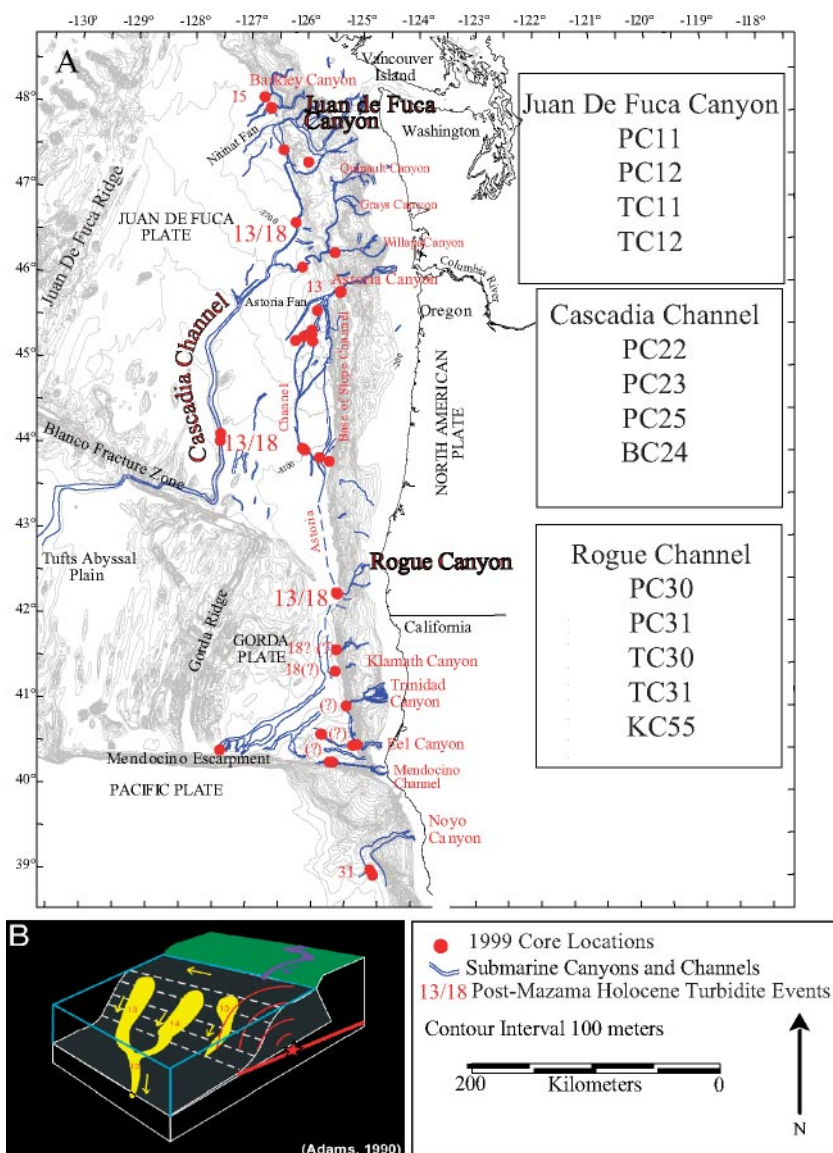 -130° -129° -128° -127° -126° -125° -124° -123° -122° -121° -120° -119° -118°
A
48°
47°
46°
45°
44°
43°
42°
41°
40°
39°
Vancouver
Island
Barkley Canyon
15
Juan de Fuca
Canyon
Washington
Nitinat Fan
Quinault Canyon
Juan De Fuca Ridge
JUAN DE FUCA
PLATE
Grays Canyon
13/18
Willapa Canyon
13
Astoria Canyon
Columbia
River
Astoria Fan
Oregon
Cascadia Channel
Channel
Base of Slope Channel
NORTH AMERICAN
PLATE
13/18
Blanco Fracture
Zone
Astoria
Tufts Abyssal
Plain
Rogue Canyon
13/18
California
Gorda Ridge
GORDA
PLATE
18? (?)
18(?)
Klamath Canyon
Trinidad
Canyon
(?)
(?)
(?)
Eel Canyon
Mendocino Escarpment
Mendocino
Channel
PACIFIC PLATE
Noyo
Canyon
31
Juan De Fuca Canyon
PC11
PC12
TC11
TC12
Cascadia Channel
PC22
PC23
PC25
BC24
Rogue Channel
PC30
PC31
TC30
TC31
KC55
B
13
14
13
13
(Adams, 1990)
1999 Core Locations
Submarine Canyons and Channels
13/18 Post-Mazama Holocene Turbidite Events
Contour Interval 100 meters
200 Kilometers 0
N